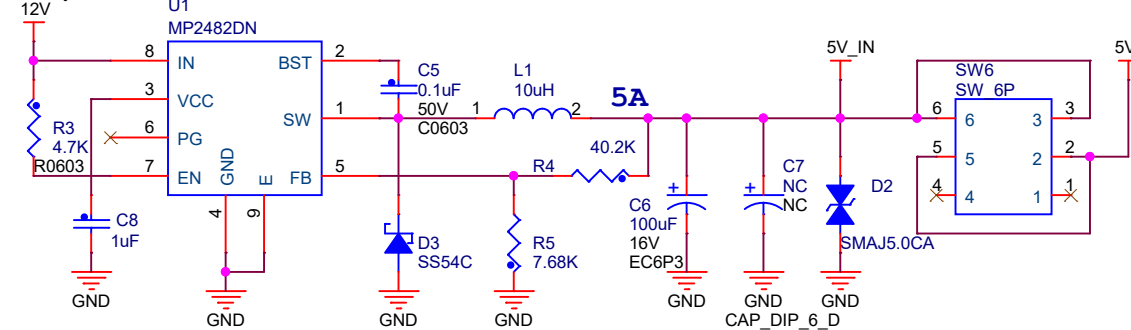 12V
U1
MP2482DN
8 IN BST 2
3 VCC
6 PG SW 1
7 EN GND E FB 5
4 9
R3
4.7K
R0603
C8
1uF
GND
GND
C5
0.1uF
50V
C0603
L1
10uH
1 2
5A
D3
SS54C
GND
R4
40.2K
R5
7.68K
GND
C6
100uF
16V
EC6P3
GND
C7
NC
NC
GND
CAP_DIP_6_D
5V_IN
D2
SMAJ5.0CA
GND
SW6
SW_6P
6 6 3 3
5 5 2 2
4 4 1 1